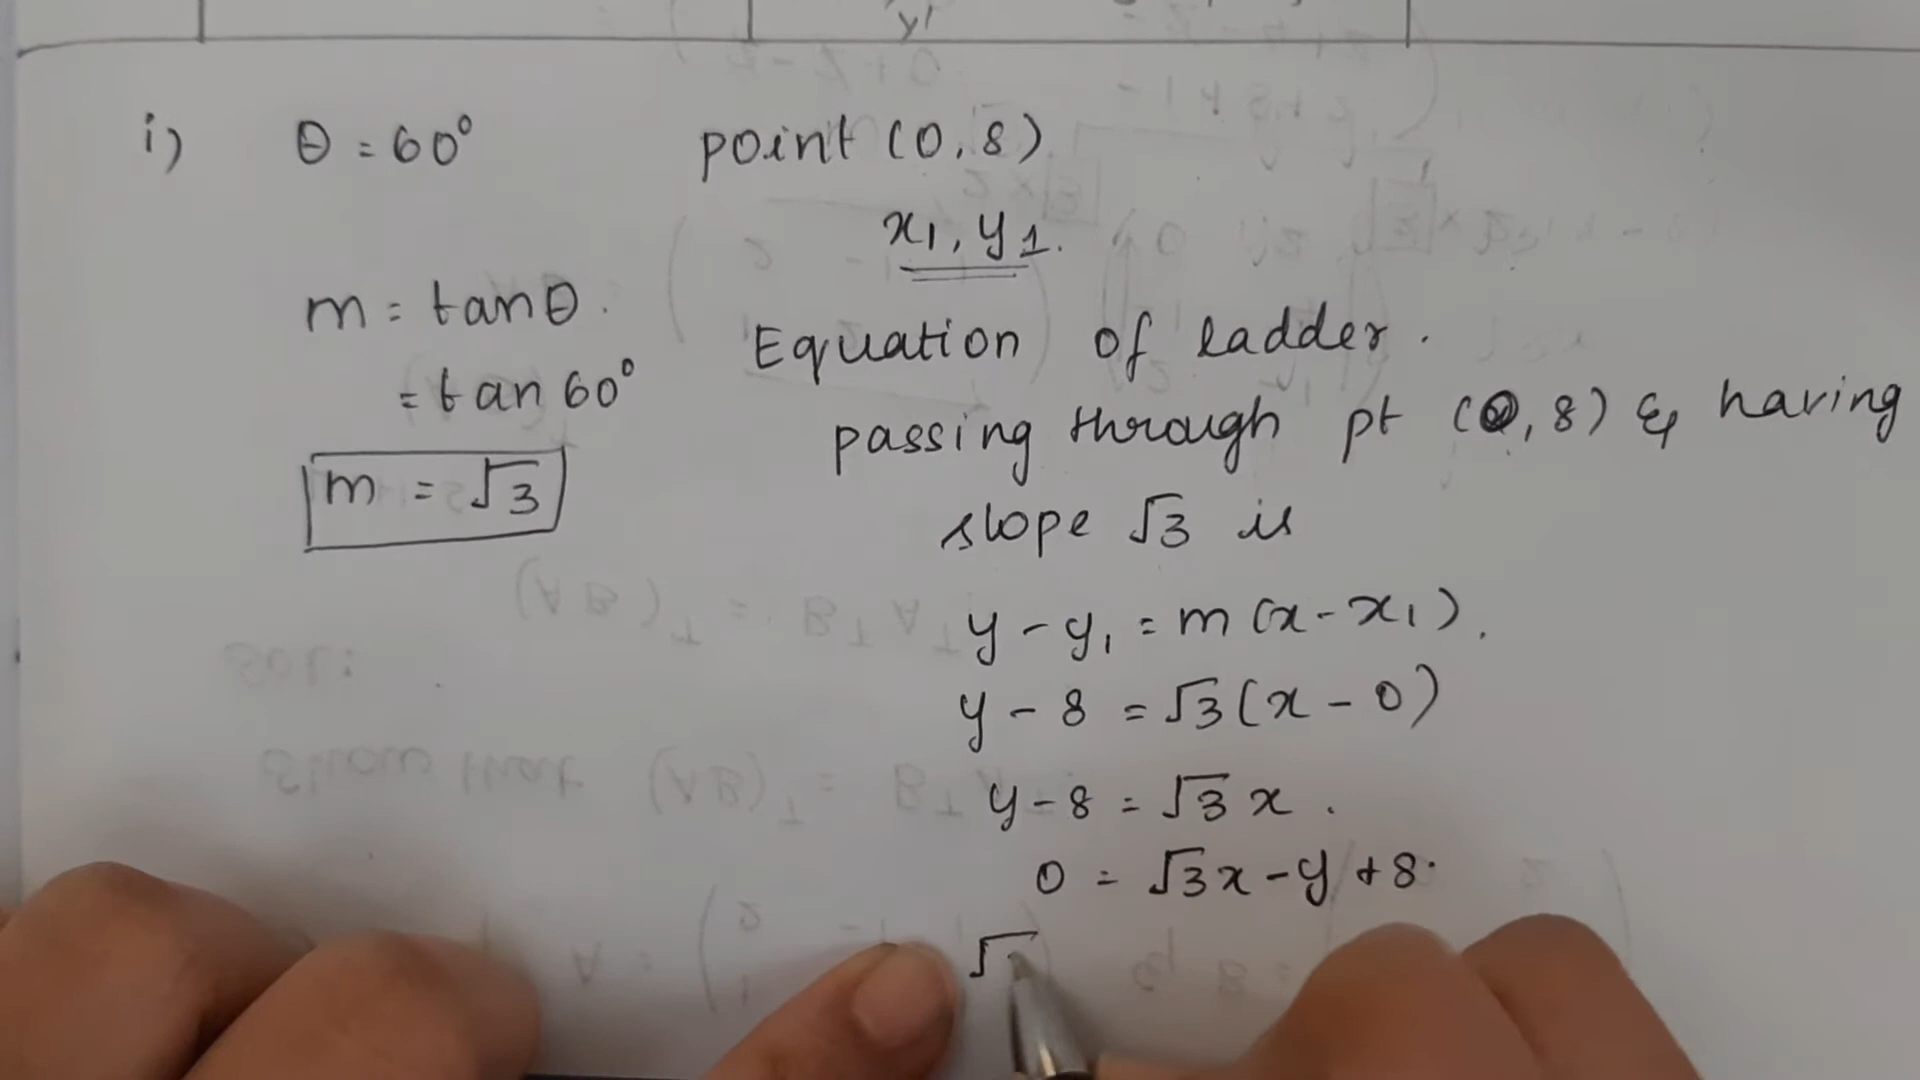 y'
i) θ = 60° point (0, 8)
x₁, y₁.
m = tanθ.
= tan 60°
m = √3
Equation of ladder.
passing through pt (0, 8) & having
slope √3 is
y - y₁ = m (x - x₁).
y - 8 = √3 (x - 0)
y - 8 = √3 x.
0 = √3x - y + 8.
√